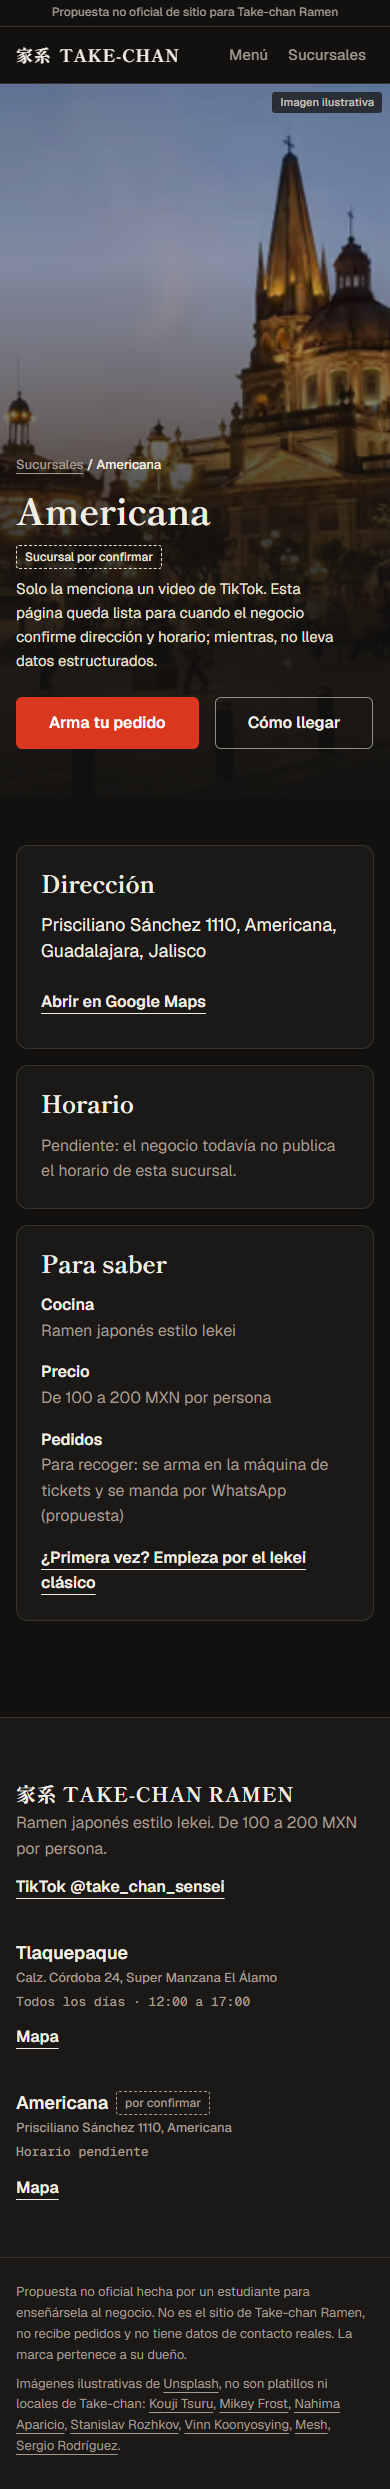 Propuesta no oficial de sitio para Take-chan Ramen
家系 TAKE-CHAN
Menú
Sucursales
Imagen ilustrativa
Sucursales / Americana
Americana
Sucursal por confirmar
Solo la menciona un video de TikTok. Esta
página queda lista para cuando el negocio
confirme dirección y horario; mientras, no lleva
datos estructurados.
Arma tu pedido
Cómo llegar
Dirección
Prisciliano Sánchez 1110, Americana,
Guadalajara, Jalisco
Abrir en Google Maps
Horario
Pendiente: el negocio todavía no publica
el horario de esta sucursal.
Para saber
Cocina
Ramen japonés estilo Iekei
Precio
De 100 a 200 MXN por persona
Pedidos
Para recoger: se arma en la máquina de
tickets y se manda por WhatsApp
(propuesta)
¿Primera vez? Empieza por el Iekei
clásico
家系 TAKE-CHAN RAMEN
Ramen japonés estilo Iekei. De 100 a 200 MXN
por persona.
TikTok @take_chan_sensei
Tlaquepaque
Calz. Córdoba 24, Super Manzana El Álamo
Todos los días · 12:00 a 17:00
Mapa
Americana por confirmar
Prisciliano Sánchez 1110, Americana
Horario pendiente
Mapa
Propuesta no oficial hecha por un estudiante para
enseñársela al negocio. No es el sitio de Take-chan Ramen,
no recibe pedidos y no tiene datos de contacto reales. La
marca pertenece a su dueño.
Imágenes ilustrativas de Unsplash, no son platillos ni
locales de Take-chan: Kouji Tsuru, Mikey Frost, Nahima
Aparicio, Stanislav Rozhkov, Vinn Koonyosying, Mesh,
Sergio Rodríguez.